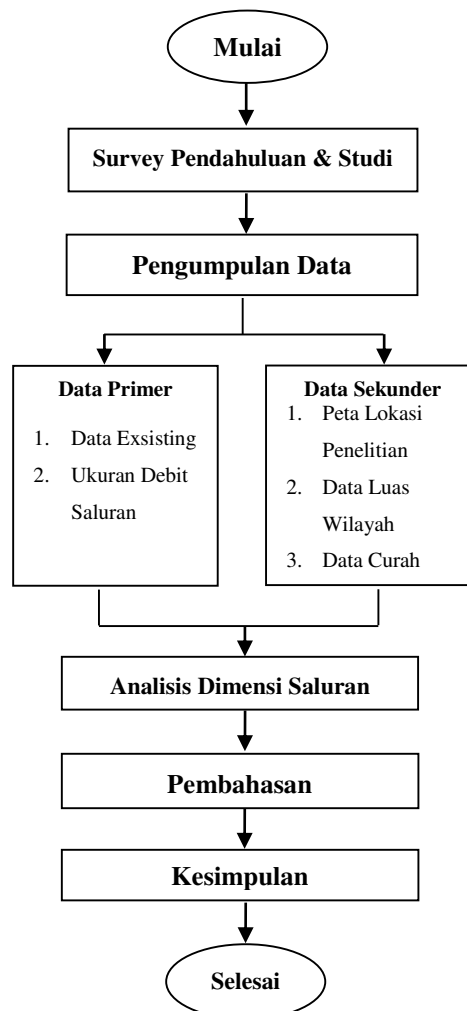 Mulai
Survey Pendahuluan & Studi
Pengumpulan Data
Data Primer
1. Data Exsisting
2. Ukuran Debit
Saluran
Data Sekunder
1. Peta Lokasi
Penelitian
2. Data Luas
Wilayah
3. Data Curah
Analisis Dimensi Saluran
Pembahasan
Kesimpulan
Selesai